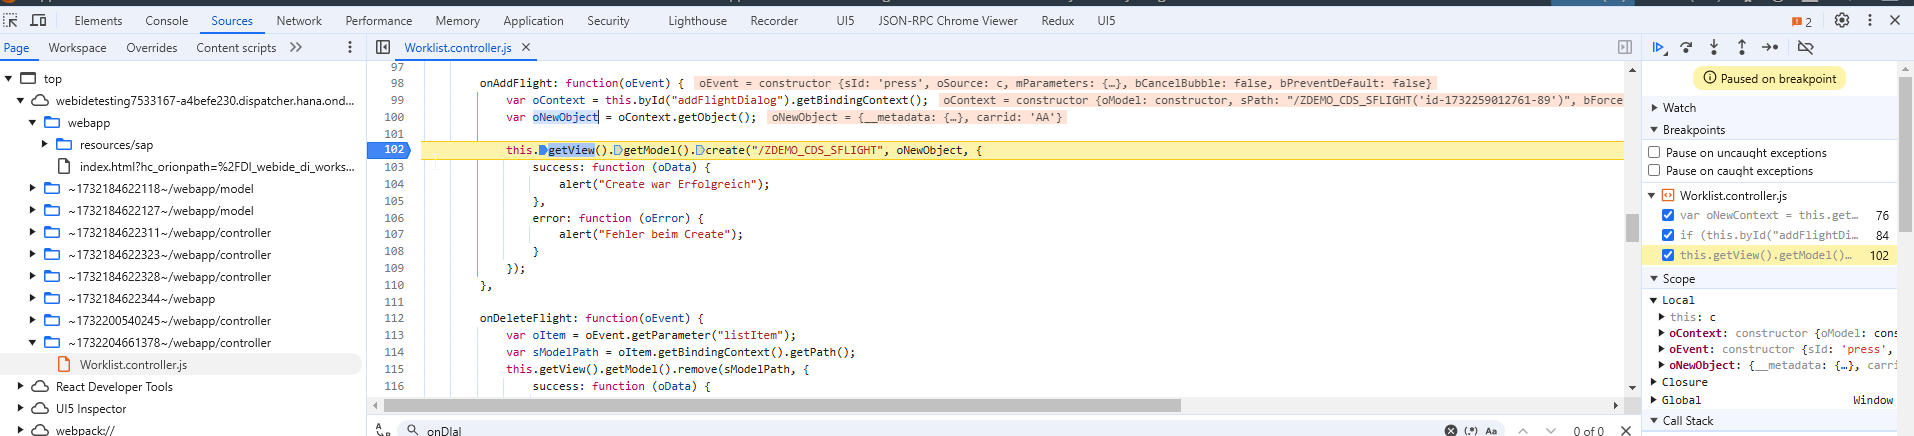 Elements Console Sources Network Performance Memory Application Security Lighthouse Recorder UI5 JSON-RPC Chrome Viewer Redux UI5 2
Page Workspace Overrides Content scripts
Worklist.controller.js
top
webidetesting7533167-a4befe230.dispatcher.hana.ond...
webapp
resources/sap
index.html?hc_orionpath=%2FDI_webide_di_works...
~1732184622118~/webapp/model
~1732184622127~/webapp/model
~1732184622311~/webapp/controller
~1732184622323~/webapp/controller
~1732184622328~/webapp/controller
~1732184622344~/webapp
~1732200540245~/webapp/controller
~1732204661378~/webapp/controller
Worklist.controller.js
React Developer Tools
UI5 Inspector
webpack://
97
98 onAddFlight: function(oEvent) { oEvent = constructor {sId: 'press', oSource: c, mParameters: {…}, bCancelBubble: false, bPreventDefault: false}
99 var oContext = this.byId("addFlightDialog").getBindingContext(); oContext = constructor {oModel: constructor, sPath: "/ZDEMO_CDS_SFLIGHT('id-1732259012761-89')", bForce
100 var oNewObject = oContext.getObject(); oNewObject = {__metadata: {…}, carrid: 'AA'}
101
102 this.getView().getModel().create("/ZDEMO_CDS_SFLIGHT", oNewObject, {
103 success: function (oData) {
104 alert("Create war Erfolgreich");
105 },
106 error: function (oError) {
107 alert("Fehler beim Create");
108 }
109 });
110 },
111
112 onDeleteFlight: function(oEvent) {
113 var oItem = oEvent.getParameter("listItem");
114 var sModelPath = oItem.getBindingContext().getPath();
115 this.getView().getModel().remove(sModelPath, {
116 success: function (oData) {
onDIal
(.*) Aa 0 of 0
Paused on breakpoint
Watch
Breakpoints
Pause on uncaught exceptions
Pause on caught exceptions
Worklist.controller.js
var oNewContext = this.get… 76
if (this.byId("addFlightDi… 84
this.getView().getModel()… 102
Scope
Local
this: c
oContext: constructor {oModel: cons
oEvent: constructor {sId: 'press',
oNewObject: {__metadata: {…}, carri
Closure
Global Window
Call Stack